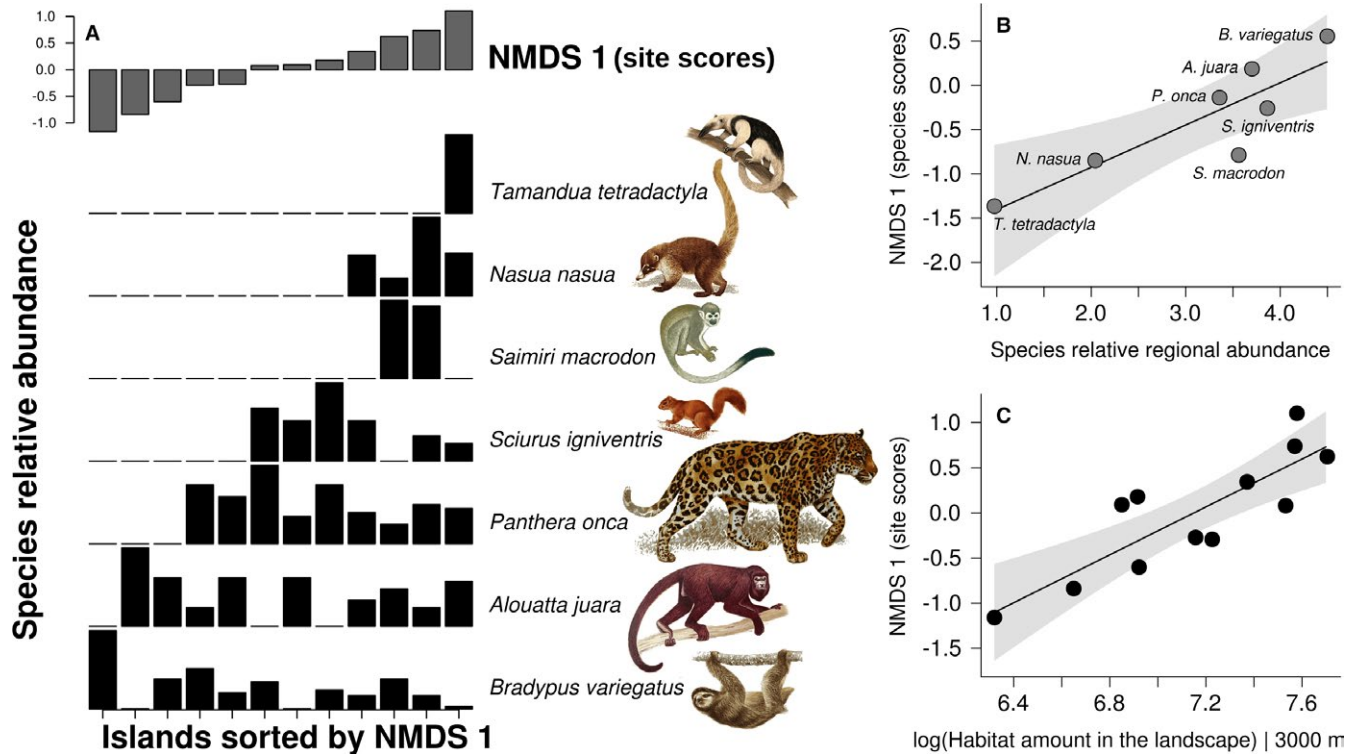 A
1.0
0.5
0.0
-0.5
-1.0
NMDS 1 (site scores)
Species relative abundance
Tamandua tetradactyla
Nasua nasua
Saimiri macrodon
Sciurus igniventris
Panthera onca
Alouatta juara
Bradypus variegatus
Islands sorted by NMDS 1
B
NMDS 1 (species scores)
0.5
0.0
-0.5
-1.0
-1.5
-2.0
B. variegatus
A. juara
P. onca
S. igniventris
N. nasua
S. macrodon
T. tetradactyla
1.0 2.0 3.0 4.0
Species relative regional abundance
C
NMDS 1 (site scores)
1.0
0.5
0.0
-0.5
-1.0
-1.5
6.4 6.8 7.2 7.6
log(Habitat amount in the landscape) | 3000 m